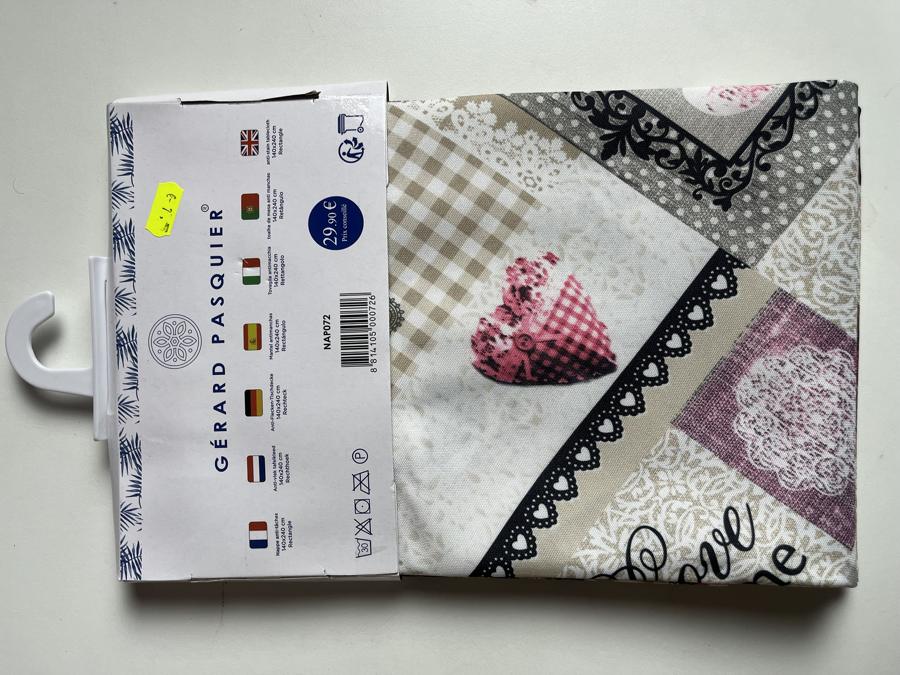 GÉRARD PASQUIER ®
anti-stain tablecloth
140x240 cm
Rectangle
toalha de mesa anti manchas
140x240 cm
Retângulo
Tovaglia antimacchia
140x240 cm
Rettangolo
Mantel antimanchas
140x240 cm
Rectángulo
Anti-Flecken-Tischdecke
140x240 cm
Rechteck
Anti-vlek tafelkleed
140x240 cm
Rechthoek
Nappe anti-tâches
140x240 cm
Rectangle
29.90 €
Prix conseillé
NAP072
8 814105 000726
30
P
Love